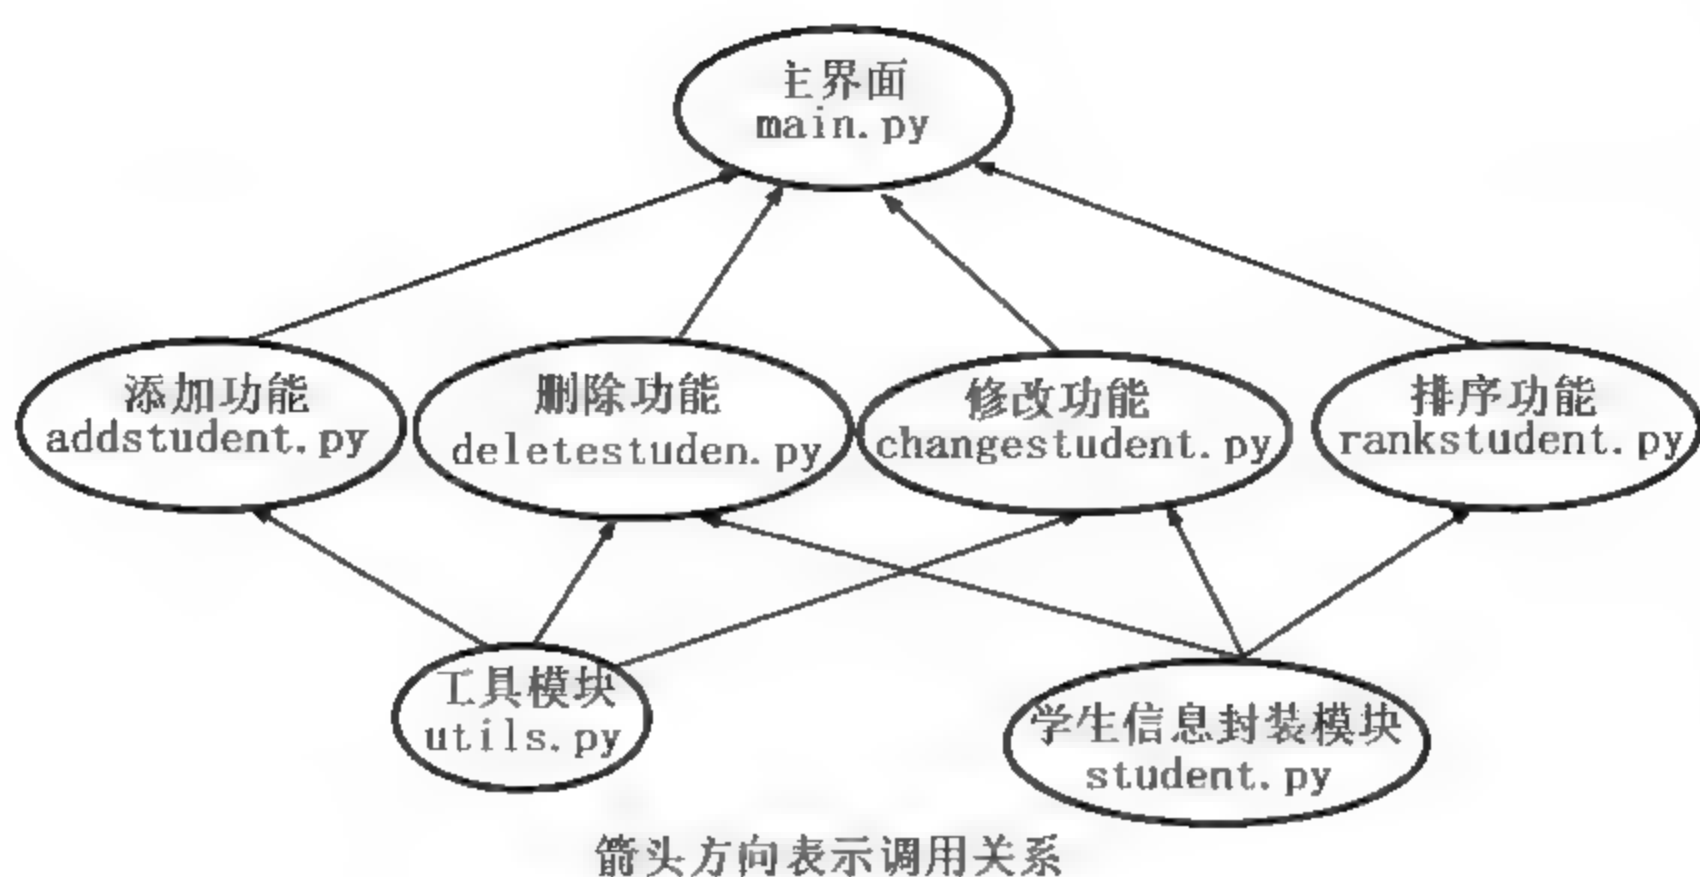 主界面
main.py
添加功能
addstudent.py
删除功能
deletestuden.py
修改功能
changestudent.py
排序功能
rankstudent.py
工具模块
utils.py
学生信息封装模块
student.py
箭头方向表示调用关系